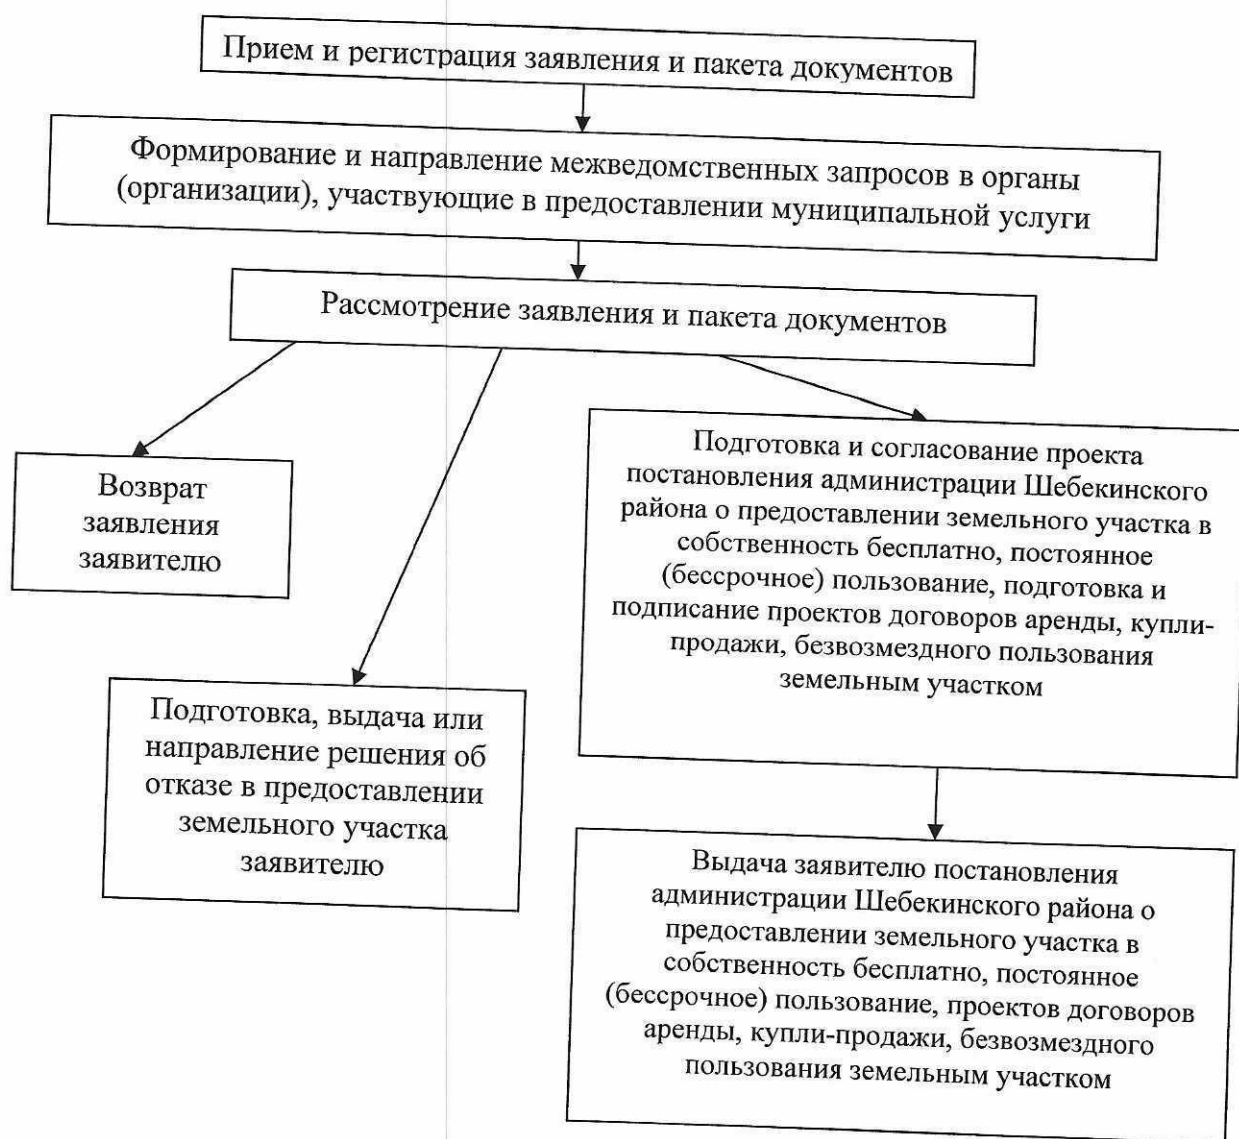 Прием и регистрация заявления и пакета документов
Формирование и направление межведомственных запросов в органы
(организации), участвующие в предоставлении муниципальной услуги
Рассмотрение заявления и пакета документов
Возврат
заявления
заявителю
Подготовка, выдача или
направление решения об
отказе в предоставлении
земельного участка
заявителю
Подготовка и согласование проекта
постановления администрации Шебекинского
района о предоставлении земельного участка в
собственность бесплатно, постоянное
(бессрочное) пользование, подготовка и
подписание проектов договоров аренды, купли-
продажи, безвозмездного пользования
земельным участком
Выдача заявителю постановления
администрации Шебекинского района о
предоставлении земельного участка в
собственность бесплатно, постоянное
(бессрочное) пользование, проектов договоров
аренды, купли-продажи, безвозмездного
пользования земельным участком